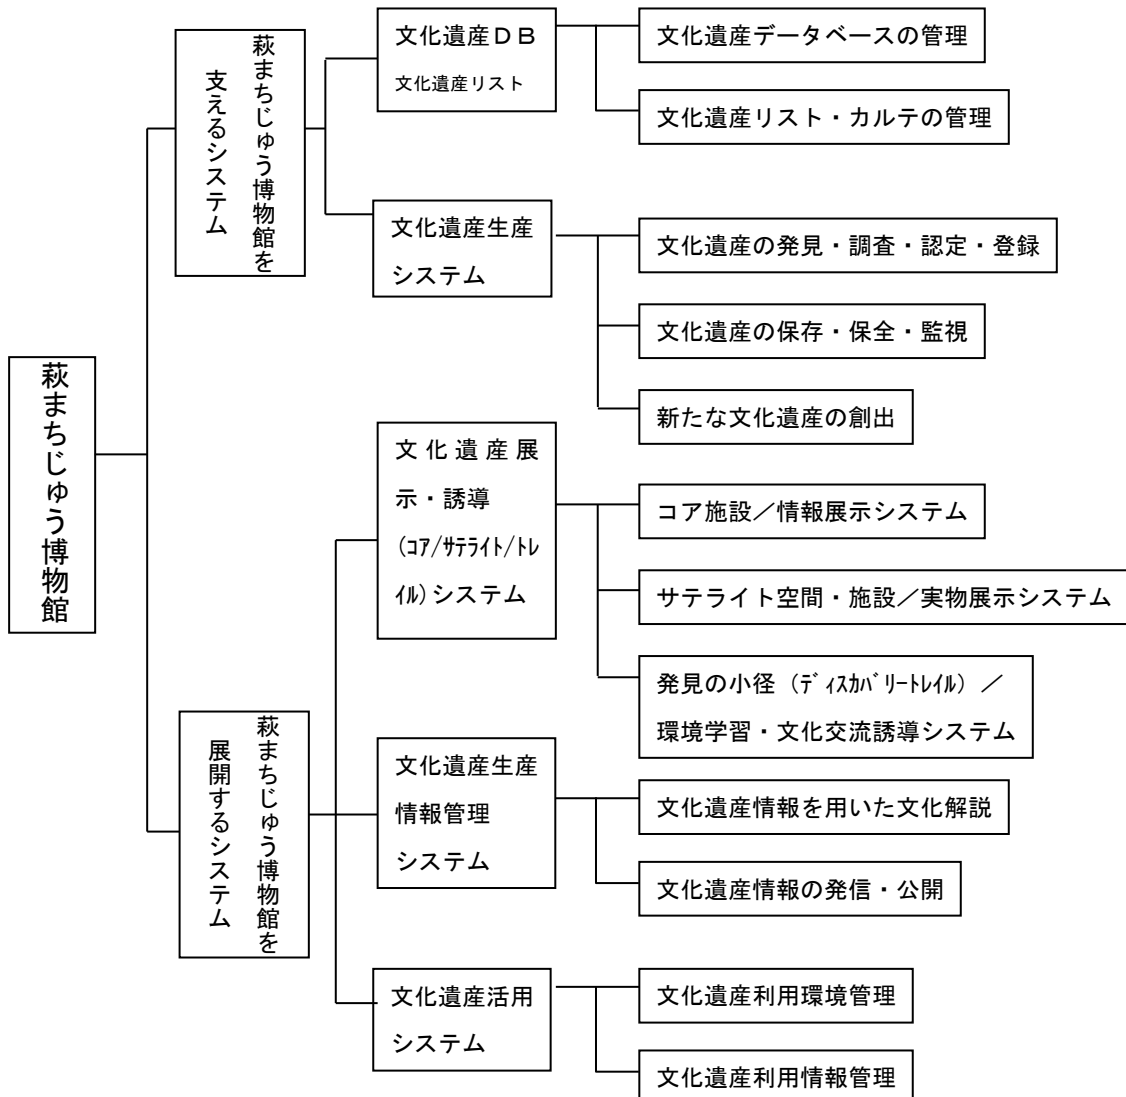 萩まちじゅう博物館
萩まちじゅう博物館を
支えるシステム
文化遺産ＤＢ
文化遺産リスト
文化遺産データベースの管理
文化遺産リスト・カルテの管理
文化遺産生産
システム
文化遺産の発見・調査・認定・登録
文化遺産の保存・保全・監視
新たな文化遺産の創出
萩まちじゅう博物館を
展開するシステム
文化遺産展
示・誘導
(ｺｱ/ｻﾃﾗｲﾄ/ﾄﾚ
ｲﾙ)システム
コア施設／情報展示システム
サテライト空間・施設／実物展示システム
発見の小径（ﾃﾞｨｽｶﾊﾞﾘｰﾄﾚｲﾙ）／
環境学習・文化交流誘導システム
文化遺産生産
情報管理
システム
文化遺産情報を用いた文化解説
文化遺産情報の発信・公開
文化遺産活用
システム
文化遺産利用環境管理
文化遺産利用情報管理